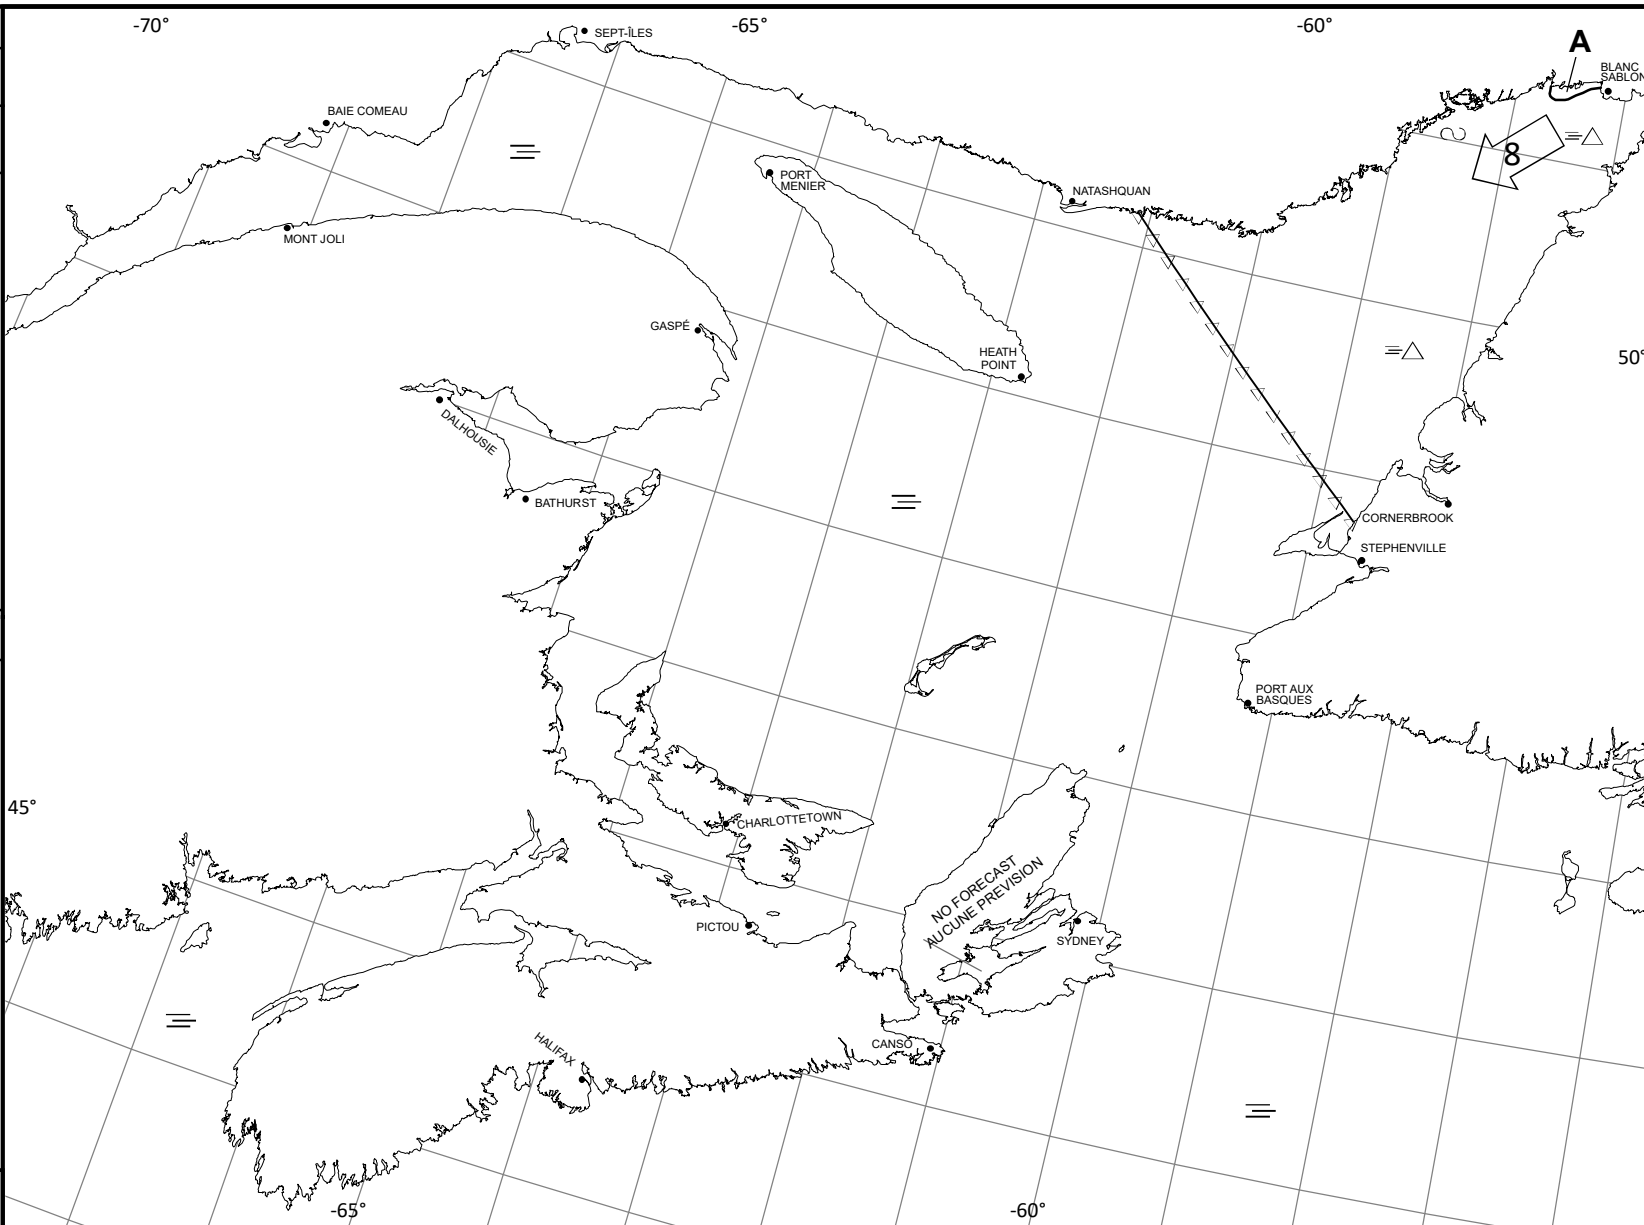 -70°
-65°
-60°
SEPT-ÎLES
A
BLANC
SABLON
BAIE COMEAU
8
PORT
MENIER
NATASHQUAN
MONT JOLI
GASPÉ
HEATH
POINT
50°
DALHOUSIE
BATHURST
CORNERBROOK
STEPHENVILLE
PORT AUX
BASQUES
45°
CHARLOTTETOWN
NO FORECAST
AUCUNE PREVISION
PICTOU
SYDNEY
HALIFAX
CANSO
-65°
-60°